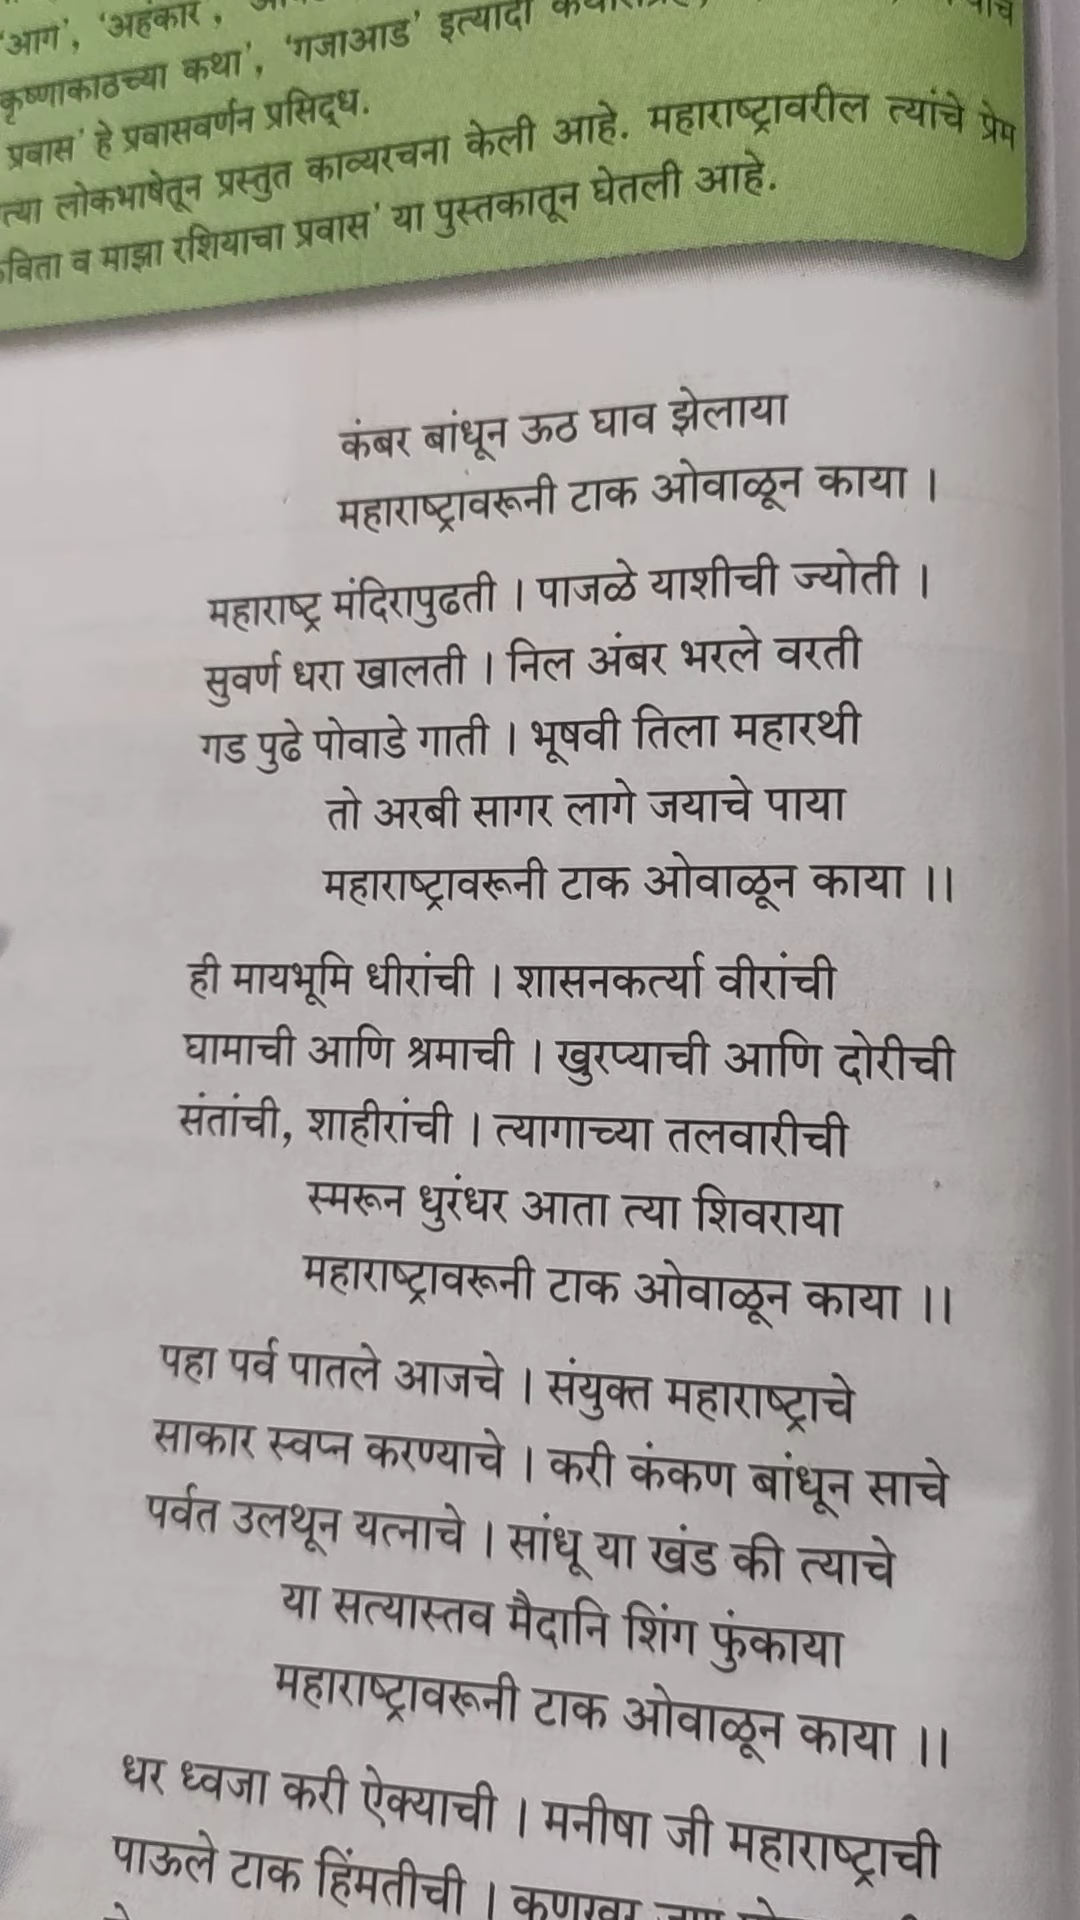 'आग', 'अहंकार',
कृष्णाकाठच्या कथा', 'गजाआड' इत्यादी
प्रवास' हे प्रवासवर्णन प्रसिद्ध.
त्या लोकभाषेतून प्रस्तुत काव्यरचना केली आहे. महाराष्ट्रावरील त्यांचे प्रेम
विता व माझा रशियाचा प्रवास' या पुस्तकातून घेतली आहे.
कंबर बांधून ऊठ घाव झेलाया
महाराष्ट्रावरूनी टाक ओवाळून काया ।
महाराष्ट्र मंदिरापुढती । पाजळे याशीची ज्योती ।
सुवर्ण धरा खालती । निल अंबर भरले वरती
गड पुढे पोवाडे गाती । भूषवी तिला महारथी
तो अरबी सागर लागे जयाचे पाया
महाराष्ट्रावरूनी टाक ओवाळून काया ।।
ही मायभूमि धीरांची । शासनकर्त्या वीरांची
घामाची आणि श्रमाची । खुरप्याची आणि दोरीची
संतांची, शाहीरांची । त्यागाच्या तलवारीची
स्मरून धुरंधर आता त्या शिवराया
महाराष्ट्रावरूनी टाक ओवाळून काया ।।
पहा पर्व पातले आजचे । संयुक्त महाराष्ट्राचे
साकार स्वप्न करण्याचे । करी कंकण बांधून साचे
पर्वत उलथून यत्नाचे । सांधू या खंड की त्याचे
या सत्यास्तव मैदानि शिंग फुंकाया
महाराष्ट्रावरूनी टाक ओवाळून काया ।।
धर ध्वजा करी ऐक्याची । मनीषा जी महाराष्ट्राची
पाऊले टाक हिंमतीची । कणखर